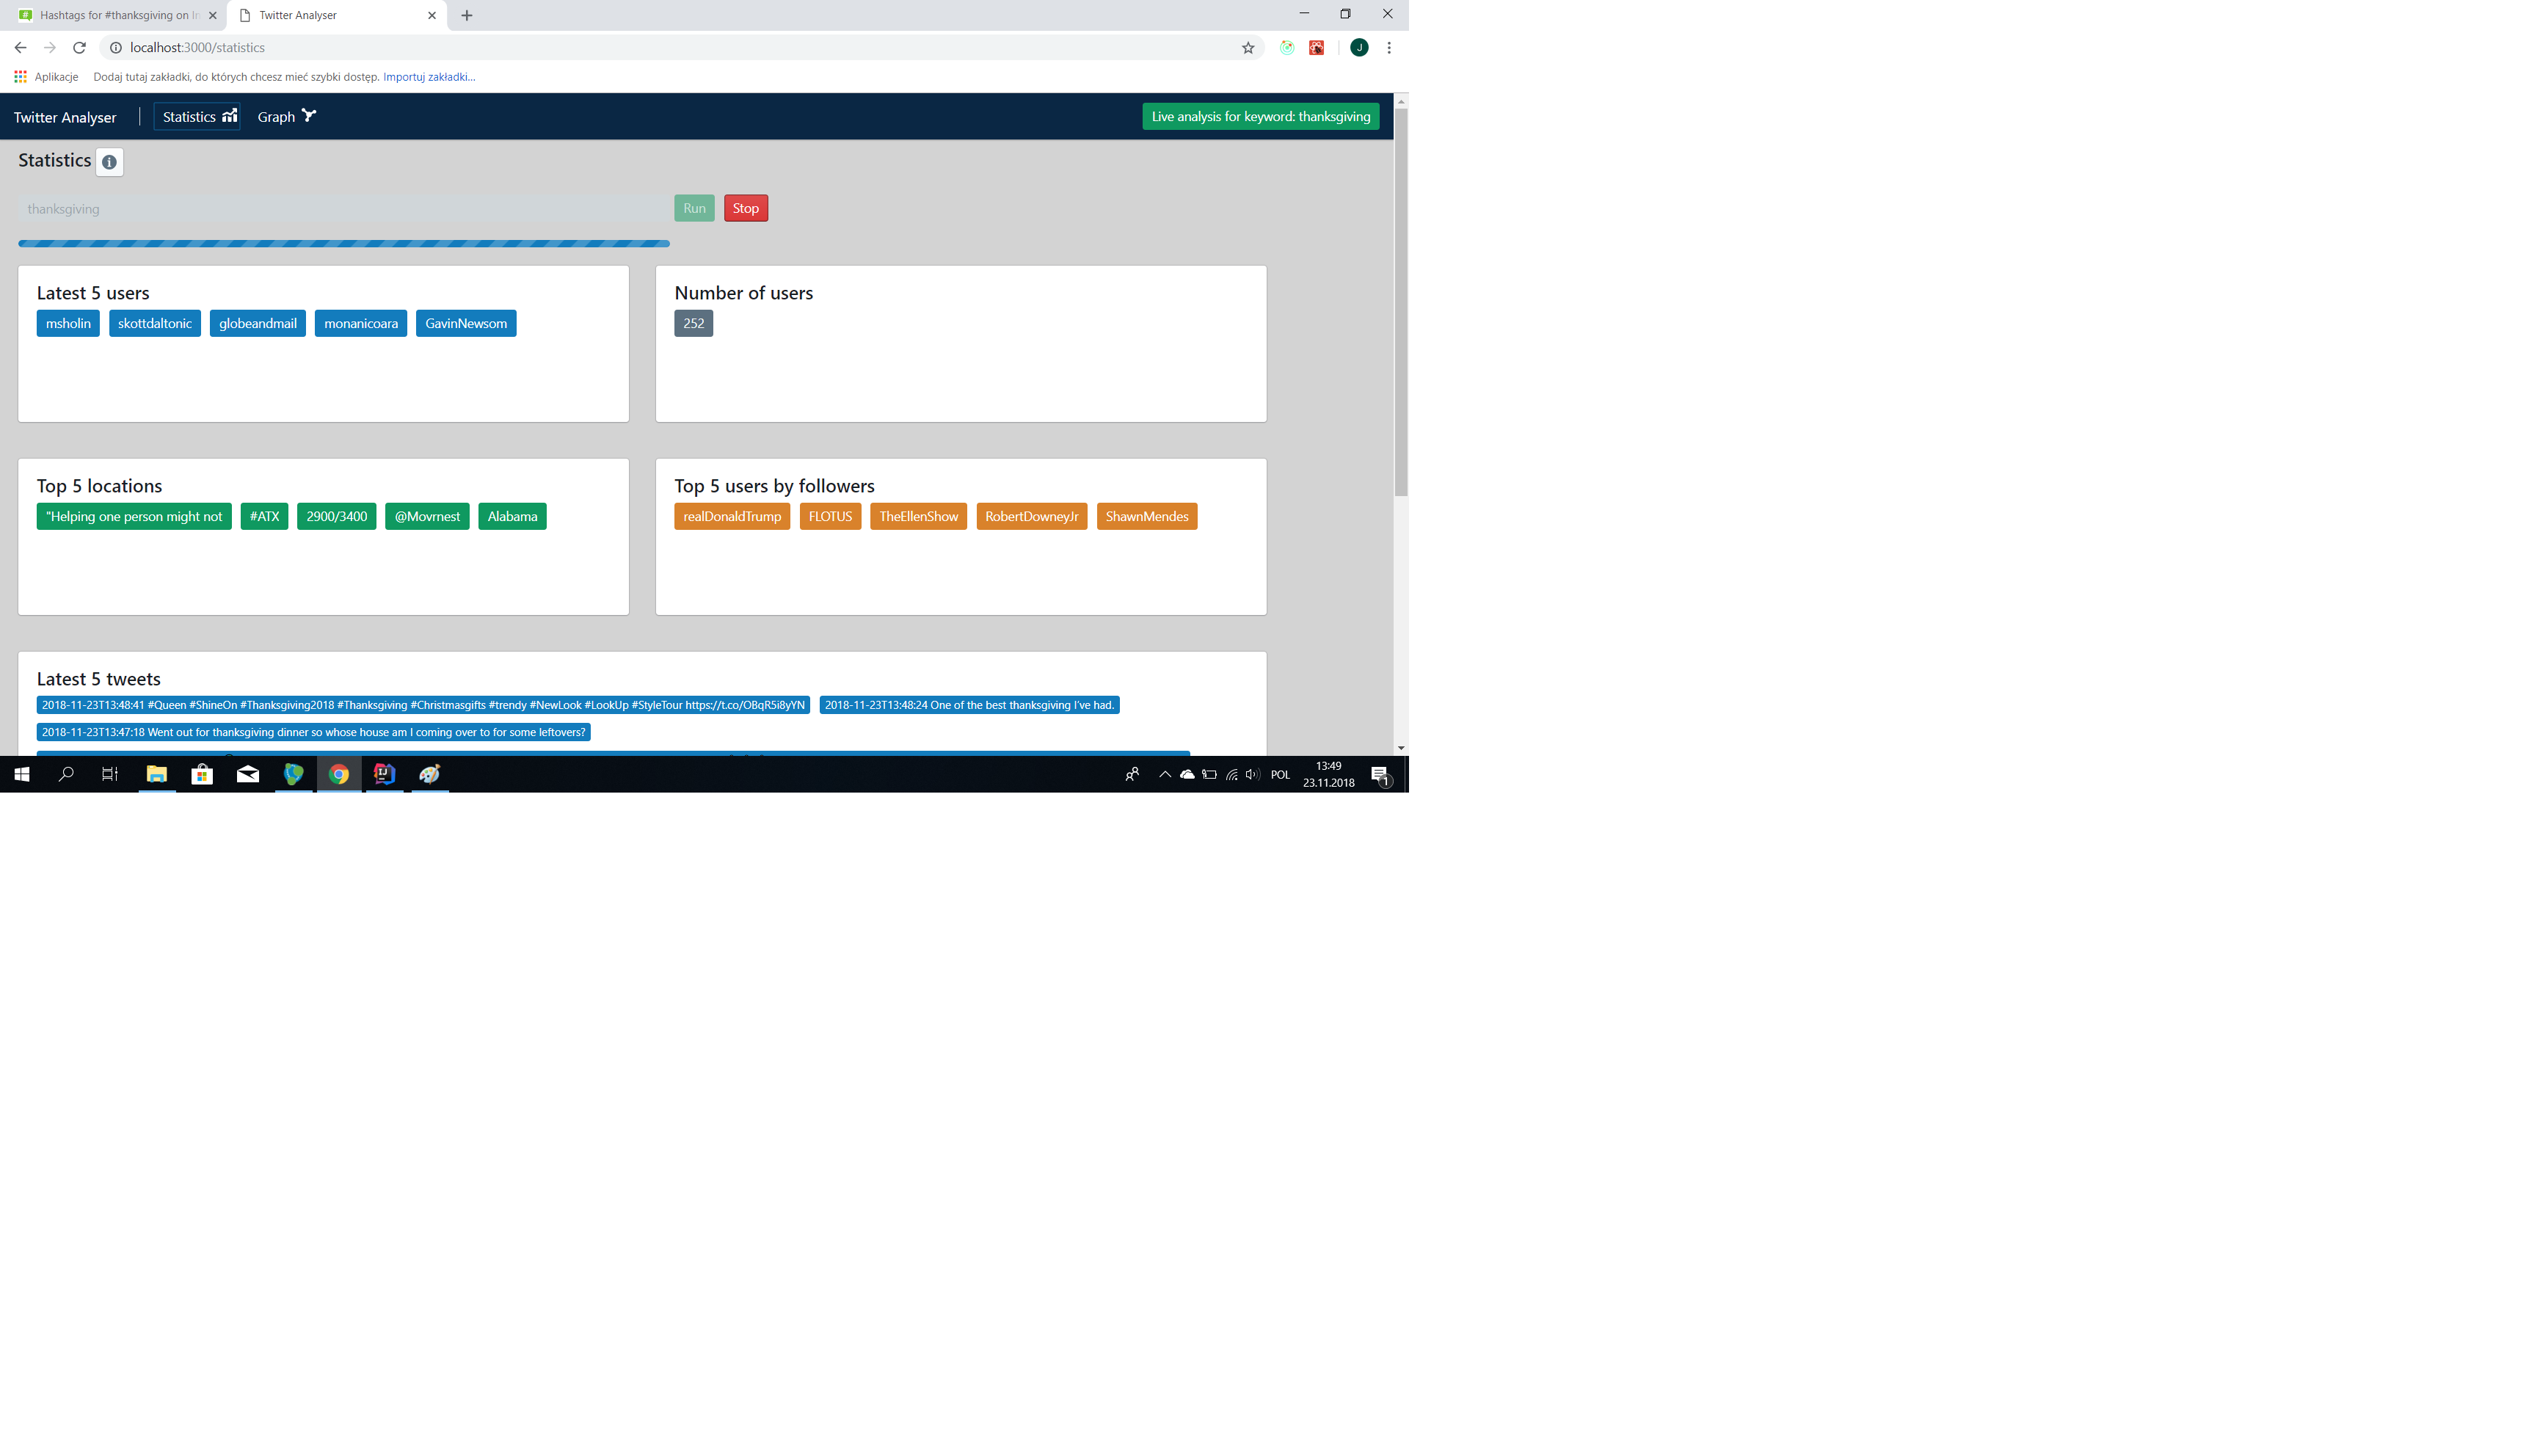 Hashtags for #thanksgiving on In
Twitter Analyser
localhost:3000/statistics
J
Aplikacje Dodaj tutaj zakładki, do których chcesz mieć szybki dostęp. Importuj zakładki...
Twitter Analyser Statistics Graph Live analysis for keyword: thanksgiving
Statistics
thanksgiving Run Stop
Latest 5 users
msholin skottdaltonic globeandmail monanicoara GavinNewsom
Number of users
252
Top 5 locations
"Helping one person might not #ATX 2900/3400 @Movrnest Alabama
Top 5 users by followers
realDonaldTrump FLOTUS TheEllenShow RobertDowneyJr ShawnMendes
Latest 5 tweets
2018-11-23T13:48:41 #Queen #ShineOn #Thanksgiving2018 #Thanksgiving #Christmasgifts #trendy #NewLook #LookUp #StyleTour https://t.co/OBqR5i8yYN 2018-11-23T13:48:24 One of the best thanksgiving I've had.
2018-11-23T13:47:18 Went out for thanksgiving dinner so whose house am I coming over to for some leftovers?
POL
13:49
23.11.2018
1